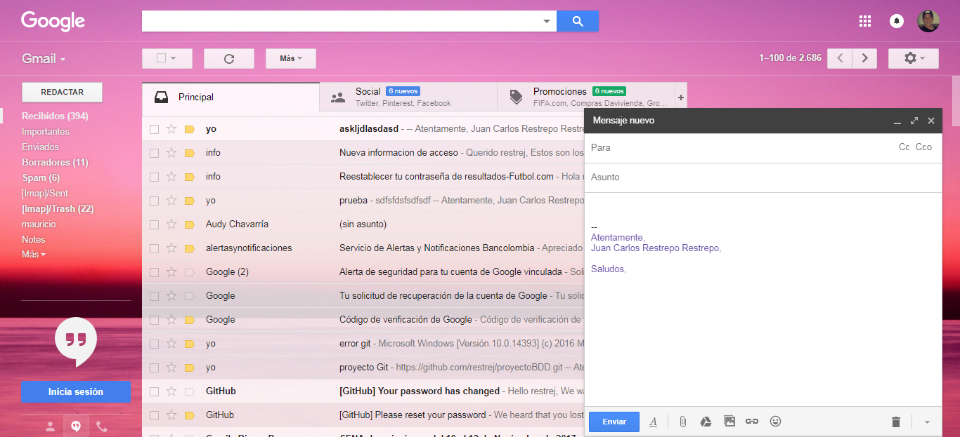 Google
Gmail
Más
1–100 de 2.686
REDACTAR
Recibidos (394)
Importantes
Enviados
Borradores (11)
Spam (6)
[Imap]/Sent
[Imap]/Trash (22)
mauricio
Notes
Más
Inicia sesión
Principal
Social 6 nuevos
Twitter, Pinterest, Facebook
Promociones 6 nuevos
FIFA.com, Compras Davivienda, Gro...
+
yo askljdlasdasd - -- Atentamente, Juan Carlos Restrepo Restre
info Nueva informacion de acceso - Querido restrej, Estos son los
info Reestablecer tu contraseña de resultados-Futbol.com - Hola
yo prueba - sdfsfdsfsdfsdf -- Atentamente, Juan Carlos Restrepo
Audy Chavarría (sin asunto)
alertasynotificaciones Servicio de Alertas y Notificaciones Bancolombia - Apreciado
Google (2) Alerta de seguridad para tu cuenta de Google vinculada - Soli
Google Tu solicitud de recuperación de la cuenta de Google - Tu solic
Google Código de verificación de Google - Código de verificación de
yo error git - Microsoft Windows [Version 10.0.14393] (c) 2016 M
yo proyecto Git - https://github.com/restrej/proyectoBDD.git -- Ate
GitHub [GitHub] Your password has changed - Hello restrej, We wa
GitHub [GitHub] Please reset your password - We heard that you lost
Mensaje nuevo
Para Cc Cco
Asunto
--
Atentamente,
Juan Carlos Restrepo Restrepo,
Saludos,
Enviar A